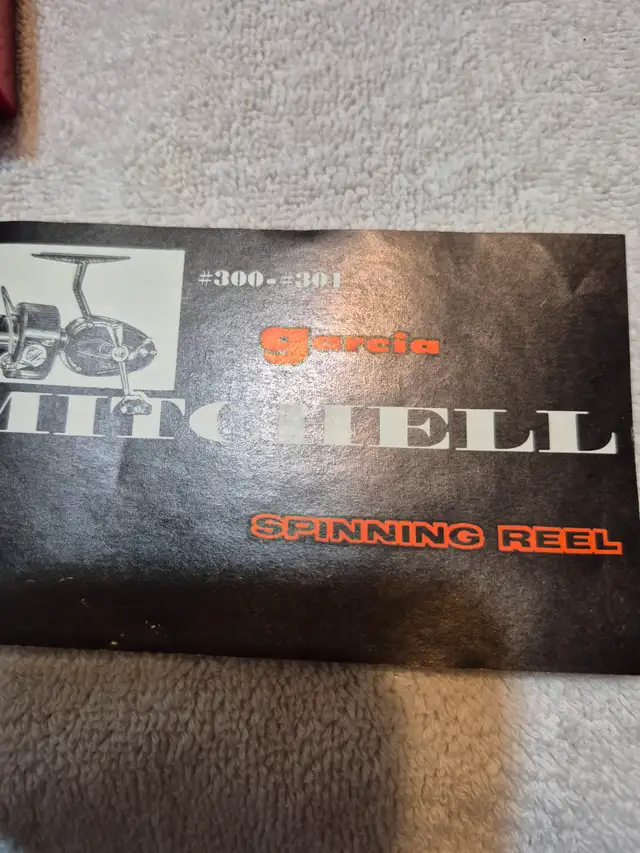 #300-#301
garcia
MITCHELL
SPINNING REEL